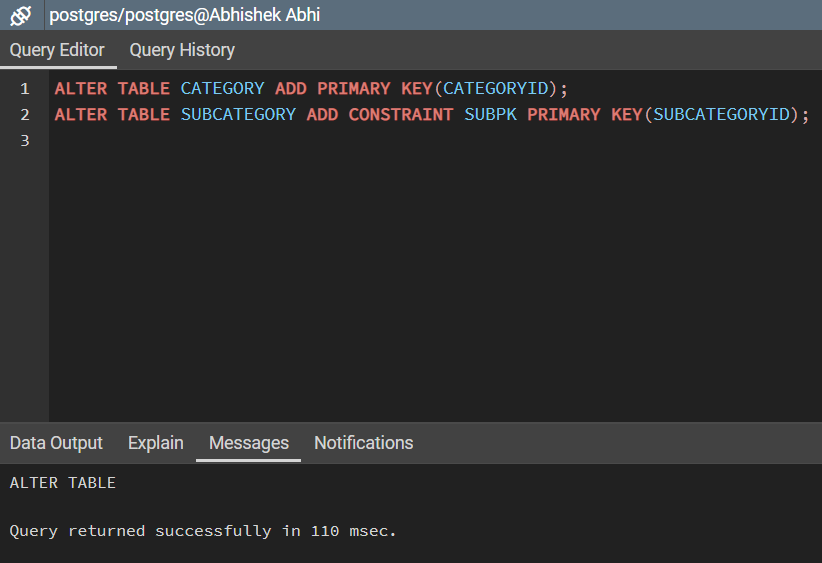 postgres/postgres@Abhishek Abhi
Query Editor Query History
1 ALTER TABLE CATEGORY ADD PRIMARY KEY(CATEGORYID);
2 ALTER TABLE SUBCATEGORY ADD CONSTRAINT SUBPK PRIMARY KEY(SUBCATEGORYID);
3
Data Output Explain Messages Notifications
ALTER TABLE
Query returned successfully in 110 msec.